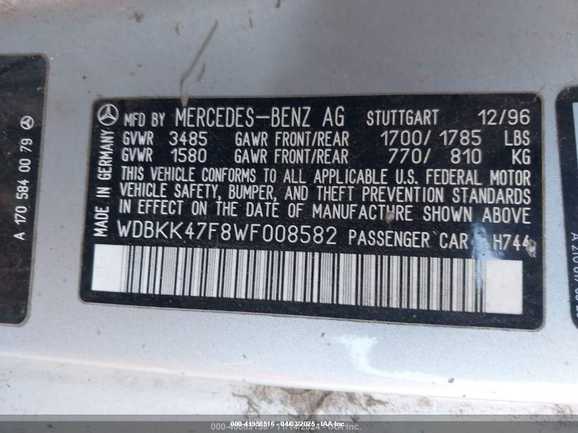 MFD BY MERCEDES-BENZ AG STUTTGART 12/96
GVWR 3485 GAWR FRONT/REAR 1700/1785 LBS
GVWR 1580 GAWR FRONT/REAR 770/ 810 KG
THIS VEHICLE CONFORMS TO ALL APPLICABLE U.S. FEDERAL MOTOR
VEHICLE SAFETY, BUMPER, AND THEFT PREVENTION STANDARDS
IN EFFECT ON THE DATE OF MANUFACTURE SHOWN ABOVE
WDBKK47F8WF008582 PASSENGER CAR H744
MADE IN GERMANY
A 170 584 00 79